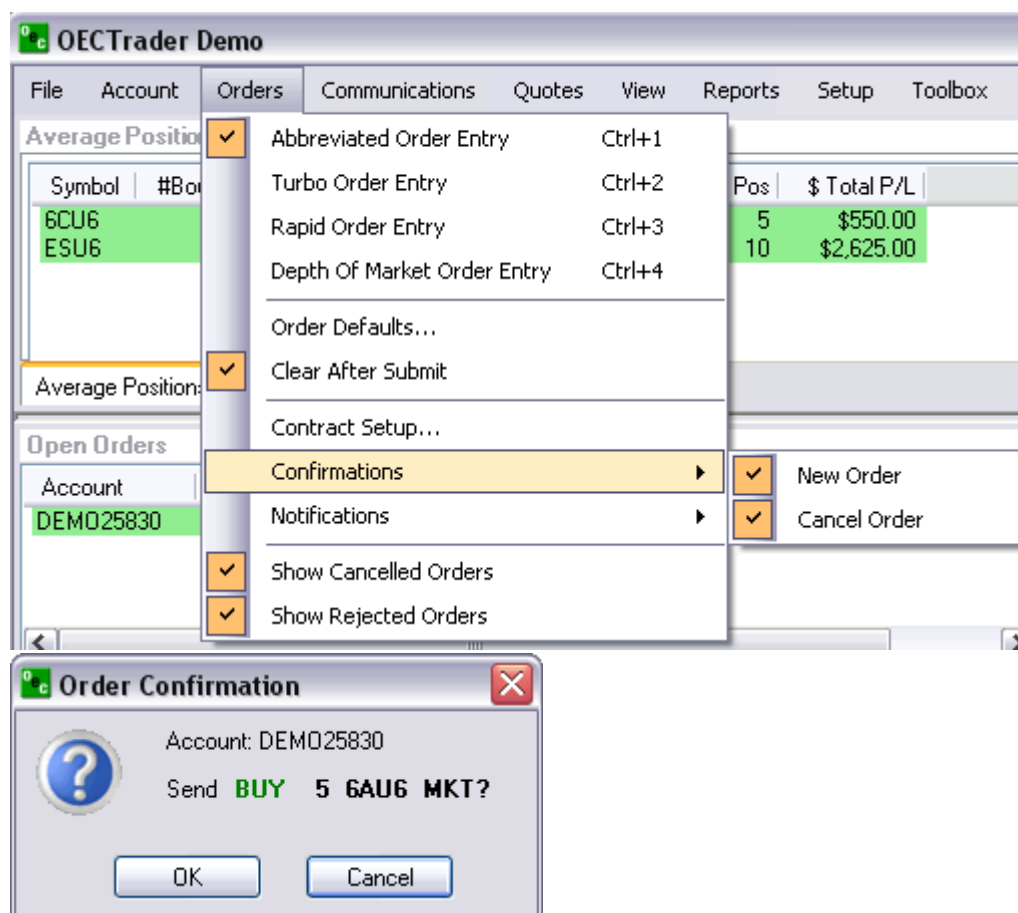 OEC OECTrader Demo
File Account Orders Communications Quotes View Reports Setup Toolbox
Average Position
Abbreviated Order Entry Ctrl+1
Symbol #Bou Turbo Order Entry Ctrl+2 Pos $ Total P/L
6CU6 Rapid Order Entry Ctrl+3 5 $550.00
ESU6 10 $2,625.00
Depth Of Market Order Entry Ctrl+4
Order Defaults...
Average Positions Clear After Submit
Contract Setup...
Open Orders
Confirmations New Order
Account
DEMO25830 Notifications Cancel Order
Show Cancelled Orders
Show Rejected Orders
OEC Order Confirmation
Account: DEMO25830
Send BUY 5 6AU6 MKT?
OK Cancel